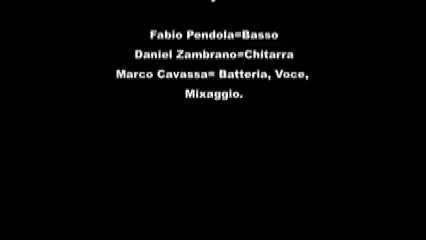 Fabio Pendola=Basso
Daniel Zambrano=Chitarra
Marco Cavassa= Batteria, Voce,
Mixaggio.